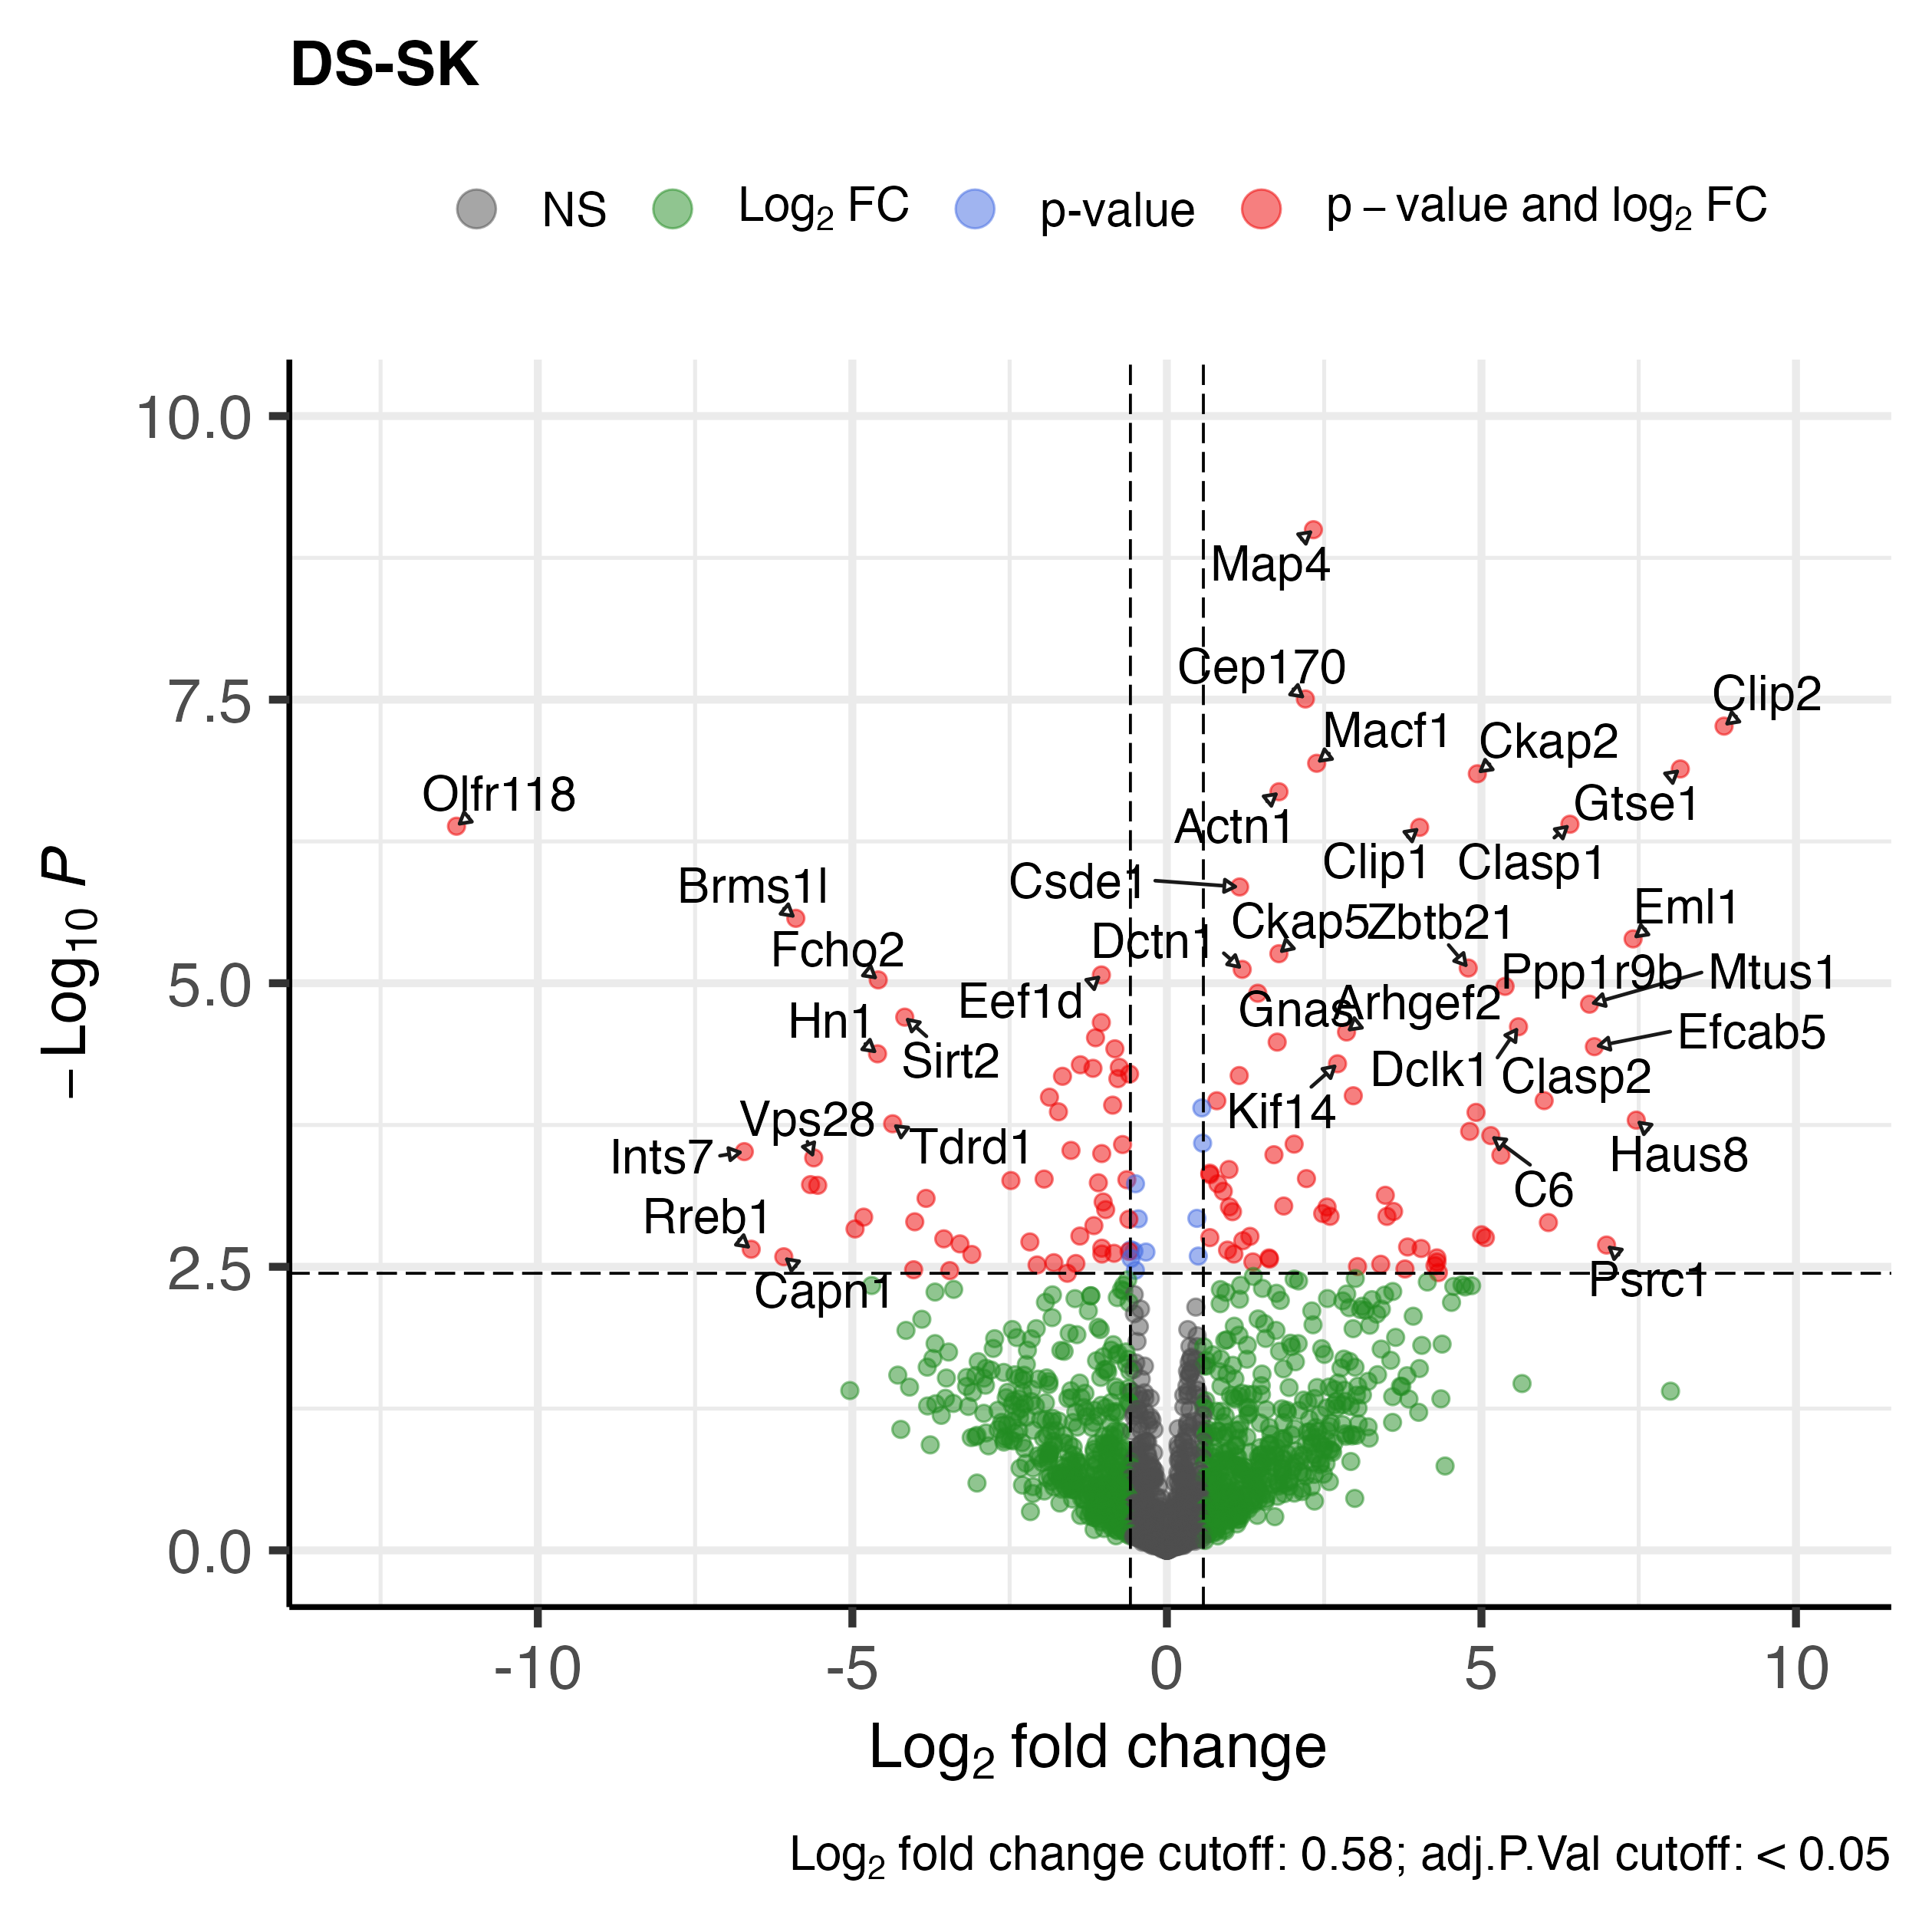 DS-SK
NS Log2 FC p-value p – value and log2 FC
10.0
7.5
5.0
2.5
0.0
−Log10 P
Map4
Cep170
Clip2
Macf1
Ckap2
Olfr118
Gtse1
Actn1
Clip1
Clasp1
Brms1l
Csde1
Eml1
Ckap5
Zbtb21
Dctn1
Fcho2
Ppp1r9b
Mtus1
Eef1d
Gnas
Arhgef2
Hn1
Efcab5
Sirt2
Dclk1
Clasp2
Kif14
Vps28
Tdrd1
Ints7
Haus8
C6
Rreb1
Capn1
Psrc1
-10 -5 0 5 10
Log2 fold change
Log2 fold change cutoff: 0.58; adj.P.Val cutoff: < 0.05